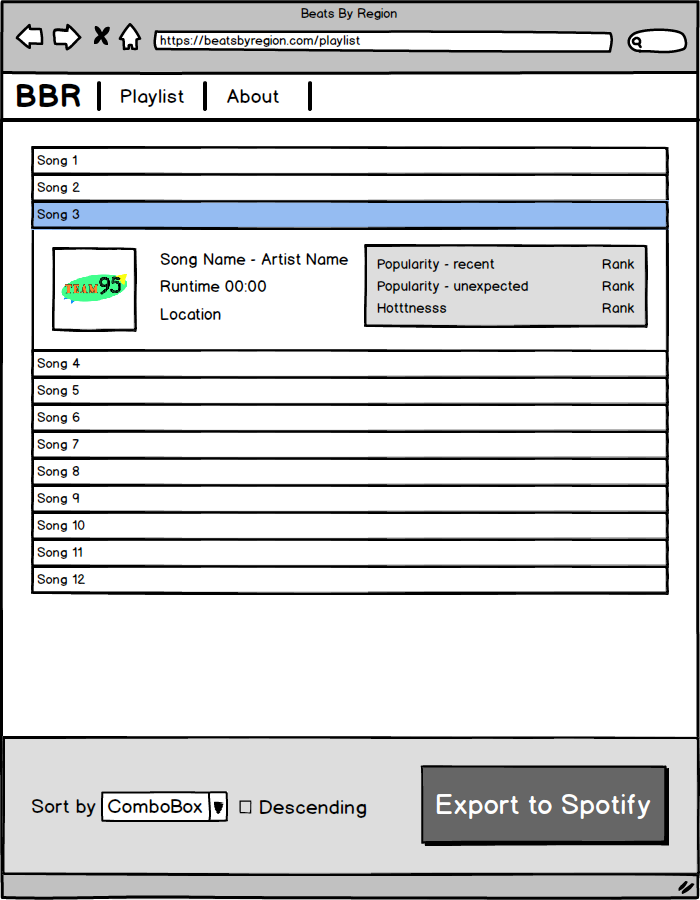 Beats By Region
https://beatsbyregion.com/playlist
BBR Playlist About
Song 1
Song 2
Song 3
TEAM 95
Song Name - Artist Name
Runtime 00:00
Location
Popularity - recent Rank
Popularity - unexpected Rank
Hotttnesss Rank
Song 4
Song 5
Song 6
Song 7
Song 8
Song 9
Song 10
Song 11
Song 12
Sort by ComboBox Descending
Export to Spotify